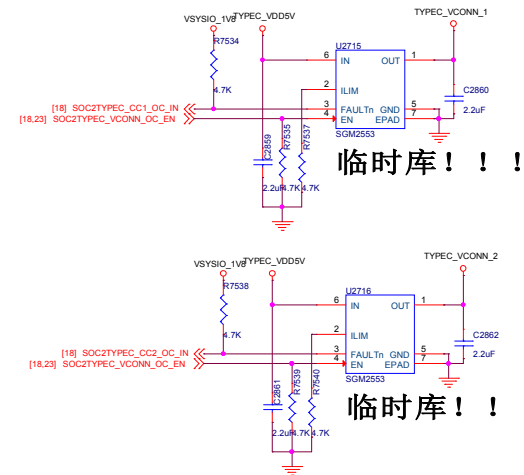 VSYSIO_1V8 TYPEC_VDD5V TYPEC_VCONN_1
R7534
4.7K
U2715
6 IN OUT 1
2 ILIM
3 FAULTn GND 5
4 EN EPAD 7
SGM2553
C2860
2.2uF
[18] SOC2TYPEC_CC1_OC_IN
[18,23] SOC2TYPEC_VCONN_OC_EN
C2859
R7535
R7537
2.2uF 4.7K 4.7K
临时库！！！
VSYSIO_1V8 TYPEC_VDD5V TYPEC_VCONN_2
R7538
4.7K
U2716
6 IN OUT 1
2 ILIM
3 FAULTn GND 5
4 EN EPAD 7
SGM2553
C2862
2.2uF
[18] SOC2TYPEC_CC2_OC_IN
[18,23] SOC2TYPEC_VCONN_OC_EN
C2861
R7539
R7540
2.2uF 4.7K 4.7K
临时库！！